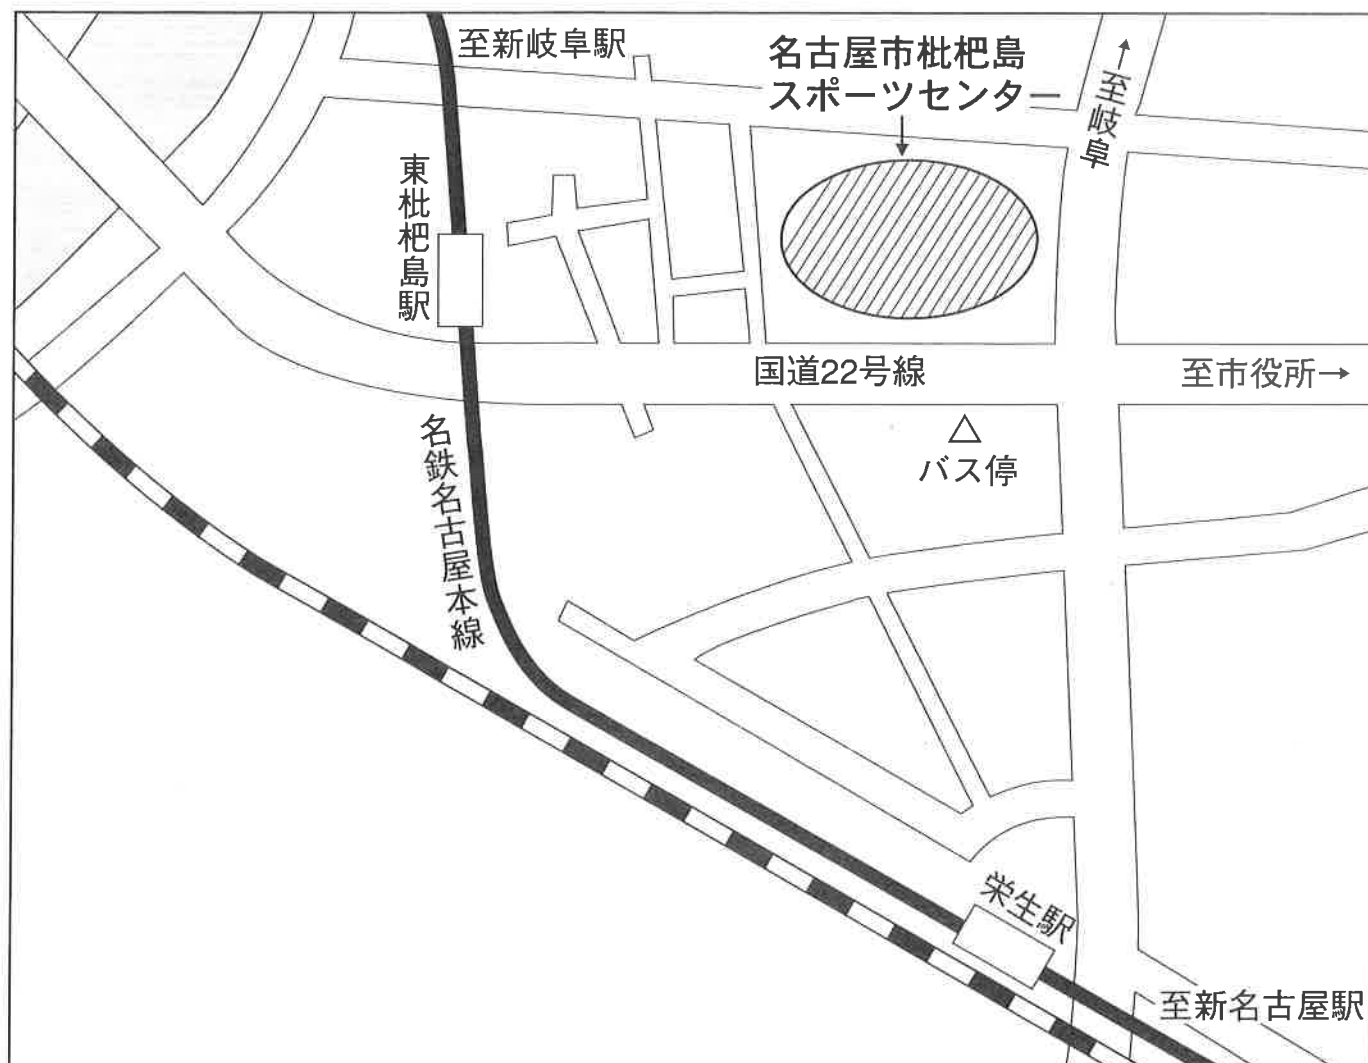 至新岐阜駅
名古屋市枇杷島
スポーツセンター
↑至岐阜
東枇杷島駅
国道22号線
至市役所→
バス停
名鉄名古屋本線
栄生駅
至新名古屋駅